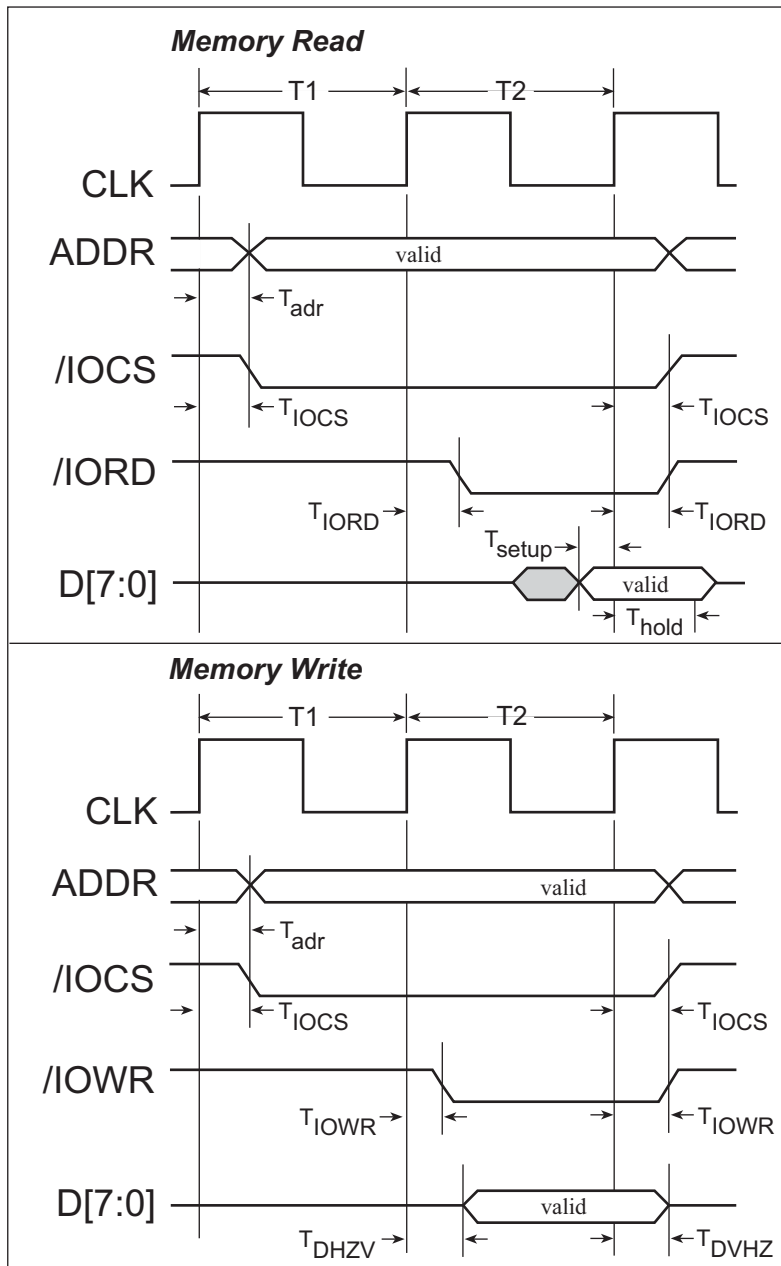 Memory Read
T1 T2
CLK
ADDR valid
Tadr
/IOCS
TIOCS TIOCS
/IORD
TIORD TIORD
Tsetup
D[7:0] valid
Thold
Memory Write
T1 T2
CLK
ADDR valid
Tadr
/IOCS
TIOCS TIOCS
/IOWR
TIOWR TIOWR
D[7:0] valid
TDHZV TDVHZ